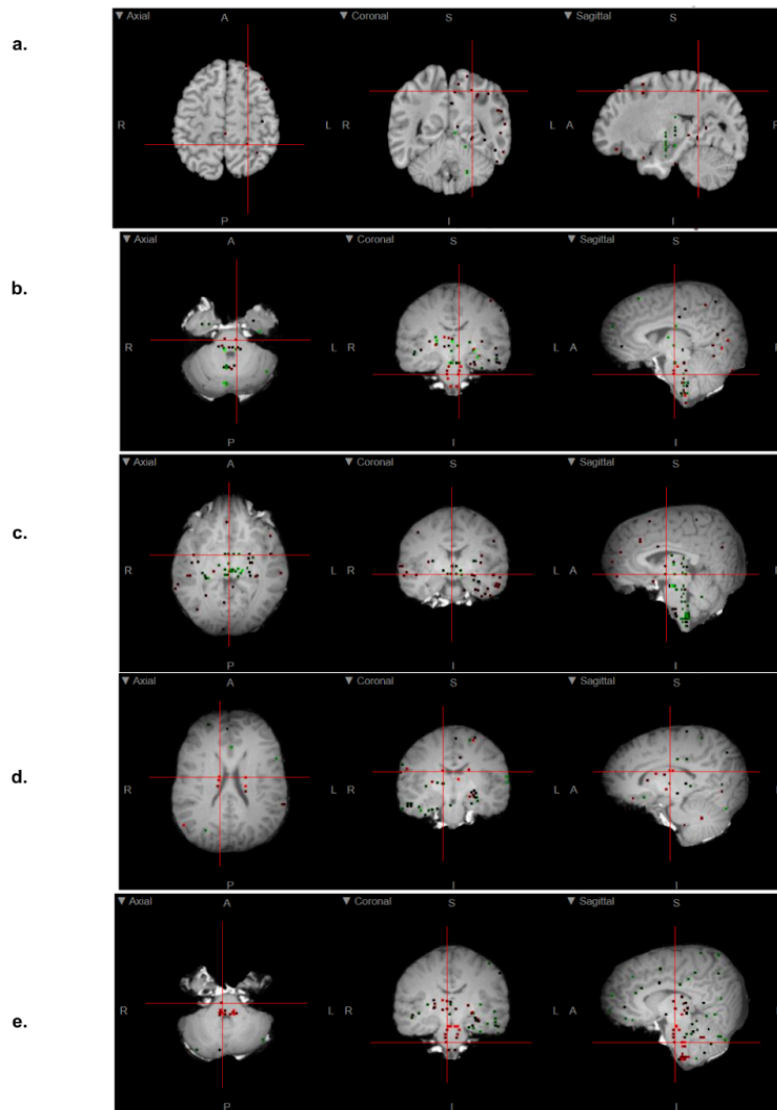 a.
▼ Axial A ▼ Coronal S ▼ Sagittal S
R L R L A
P I I
b.
▼ Axial A ▼ Coronal S ▼ Sagittal S
R L R L A
P I I
c.
▼ Axial A ▼ Coronal S ▼ Sagittal S
R L R L A
P I I
d.
▼ Axial A ▼ Coronal S ▼ Sagittal S
R L R L A
P I I
e.
▼ Axial A ▼ Coronal S ▼ Sagittal S
R L R L A
P I I